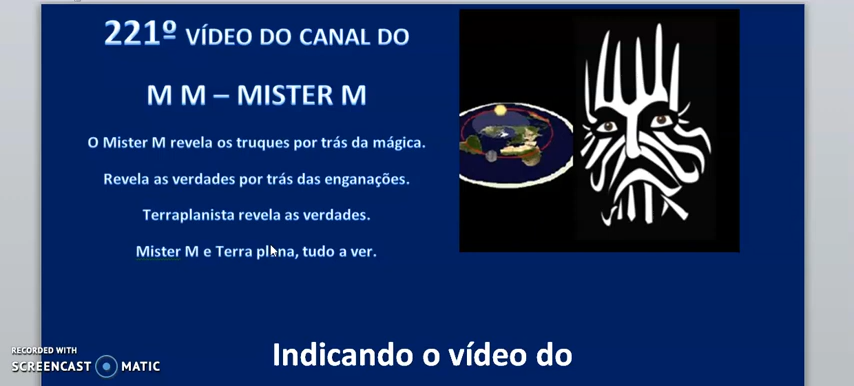 221º VÍDEO DO CANAL DO
M M – MISTER M
O Mister M revela os truques por trás da mágica.
Revela as verdades por trás das enganações.
Terraplanista revela as verdades.
Mister M e Terra plana, tudo a ver.
Indicando o vídeo do
RECORDED WITH
SCREENCAST MATIC